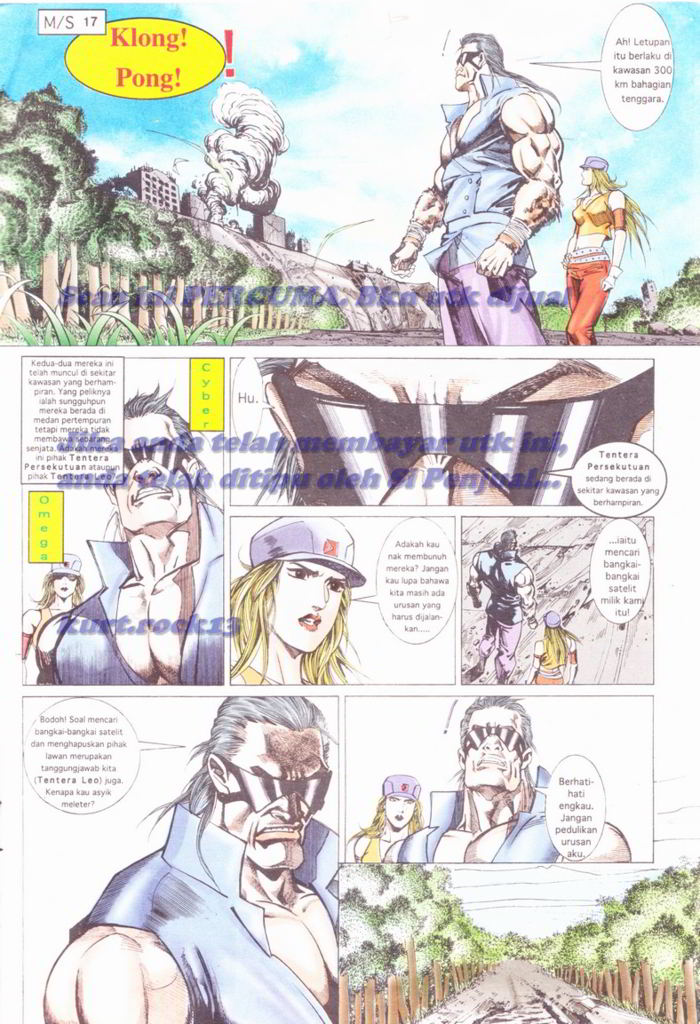 M/S 17
Klong!
Pong!
!
Ah! Letupan
itu berlaku di
kawasan 300
km bahagian
tenggara.
Scan ini PERCUMA. Bkn utk dijual
Kedua-dua mereka ini
telah muncul di sekitar
kawasan yang berham-
piran. Yang peliknya
ialah sungguhpun
mereka berada di
medan pertempuran
tetapi mereka tidak
membawa sebarang
senjata. Adakah mereka
ini pihak Tentera
Persekutuan ataupun
pihak Tentera Leo?
Cyber
Omega
Hu..
Tentera
Persekutuan
sedang berada di
sekitar kawasan yang
berhampiran.
Jika anda telah membayar utk ini,
anda telah ditipu oleh Si Penjual...
Adakah kau
nak membunuh
mereka? Jangan
kau lupa bahawa
kita masih ada
urusan yang
harus dijalan-
kan.....
...iaitu
mencari
bangkai-
bangkai
satelit
milik kami
itu!
kurt.rock13
Bodoh! Soal mencari
bangkai-bangkai satelit
dan menghapuskan pihak
lawan merupakan
tanggungjawab kita
(Tentera Leo) juga.
Kenapa kau asyik
meleter?
Berhati-
hati
engkau.
Jangan
pedulikan
urusan
aku.